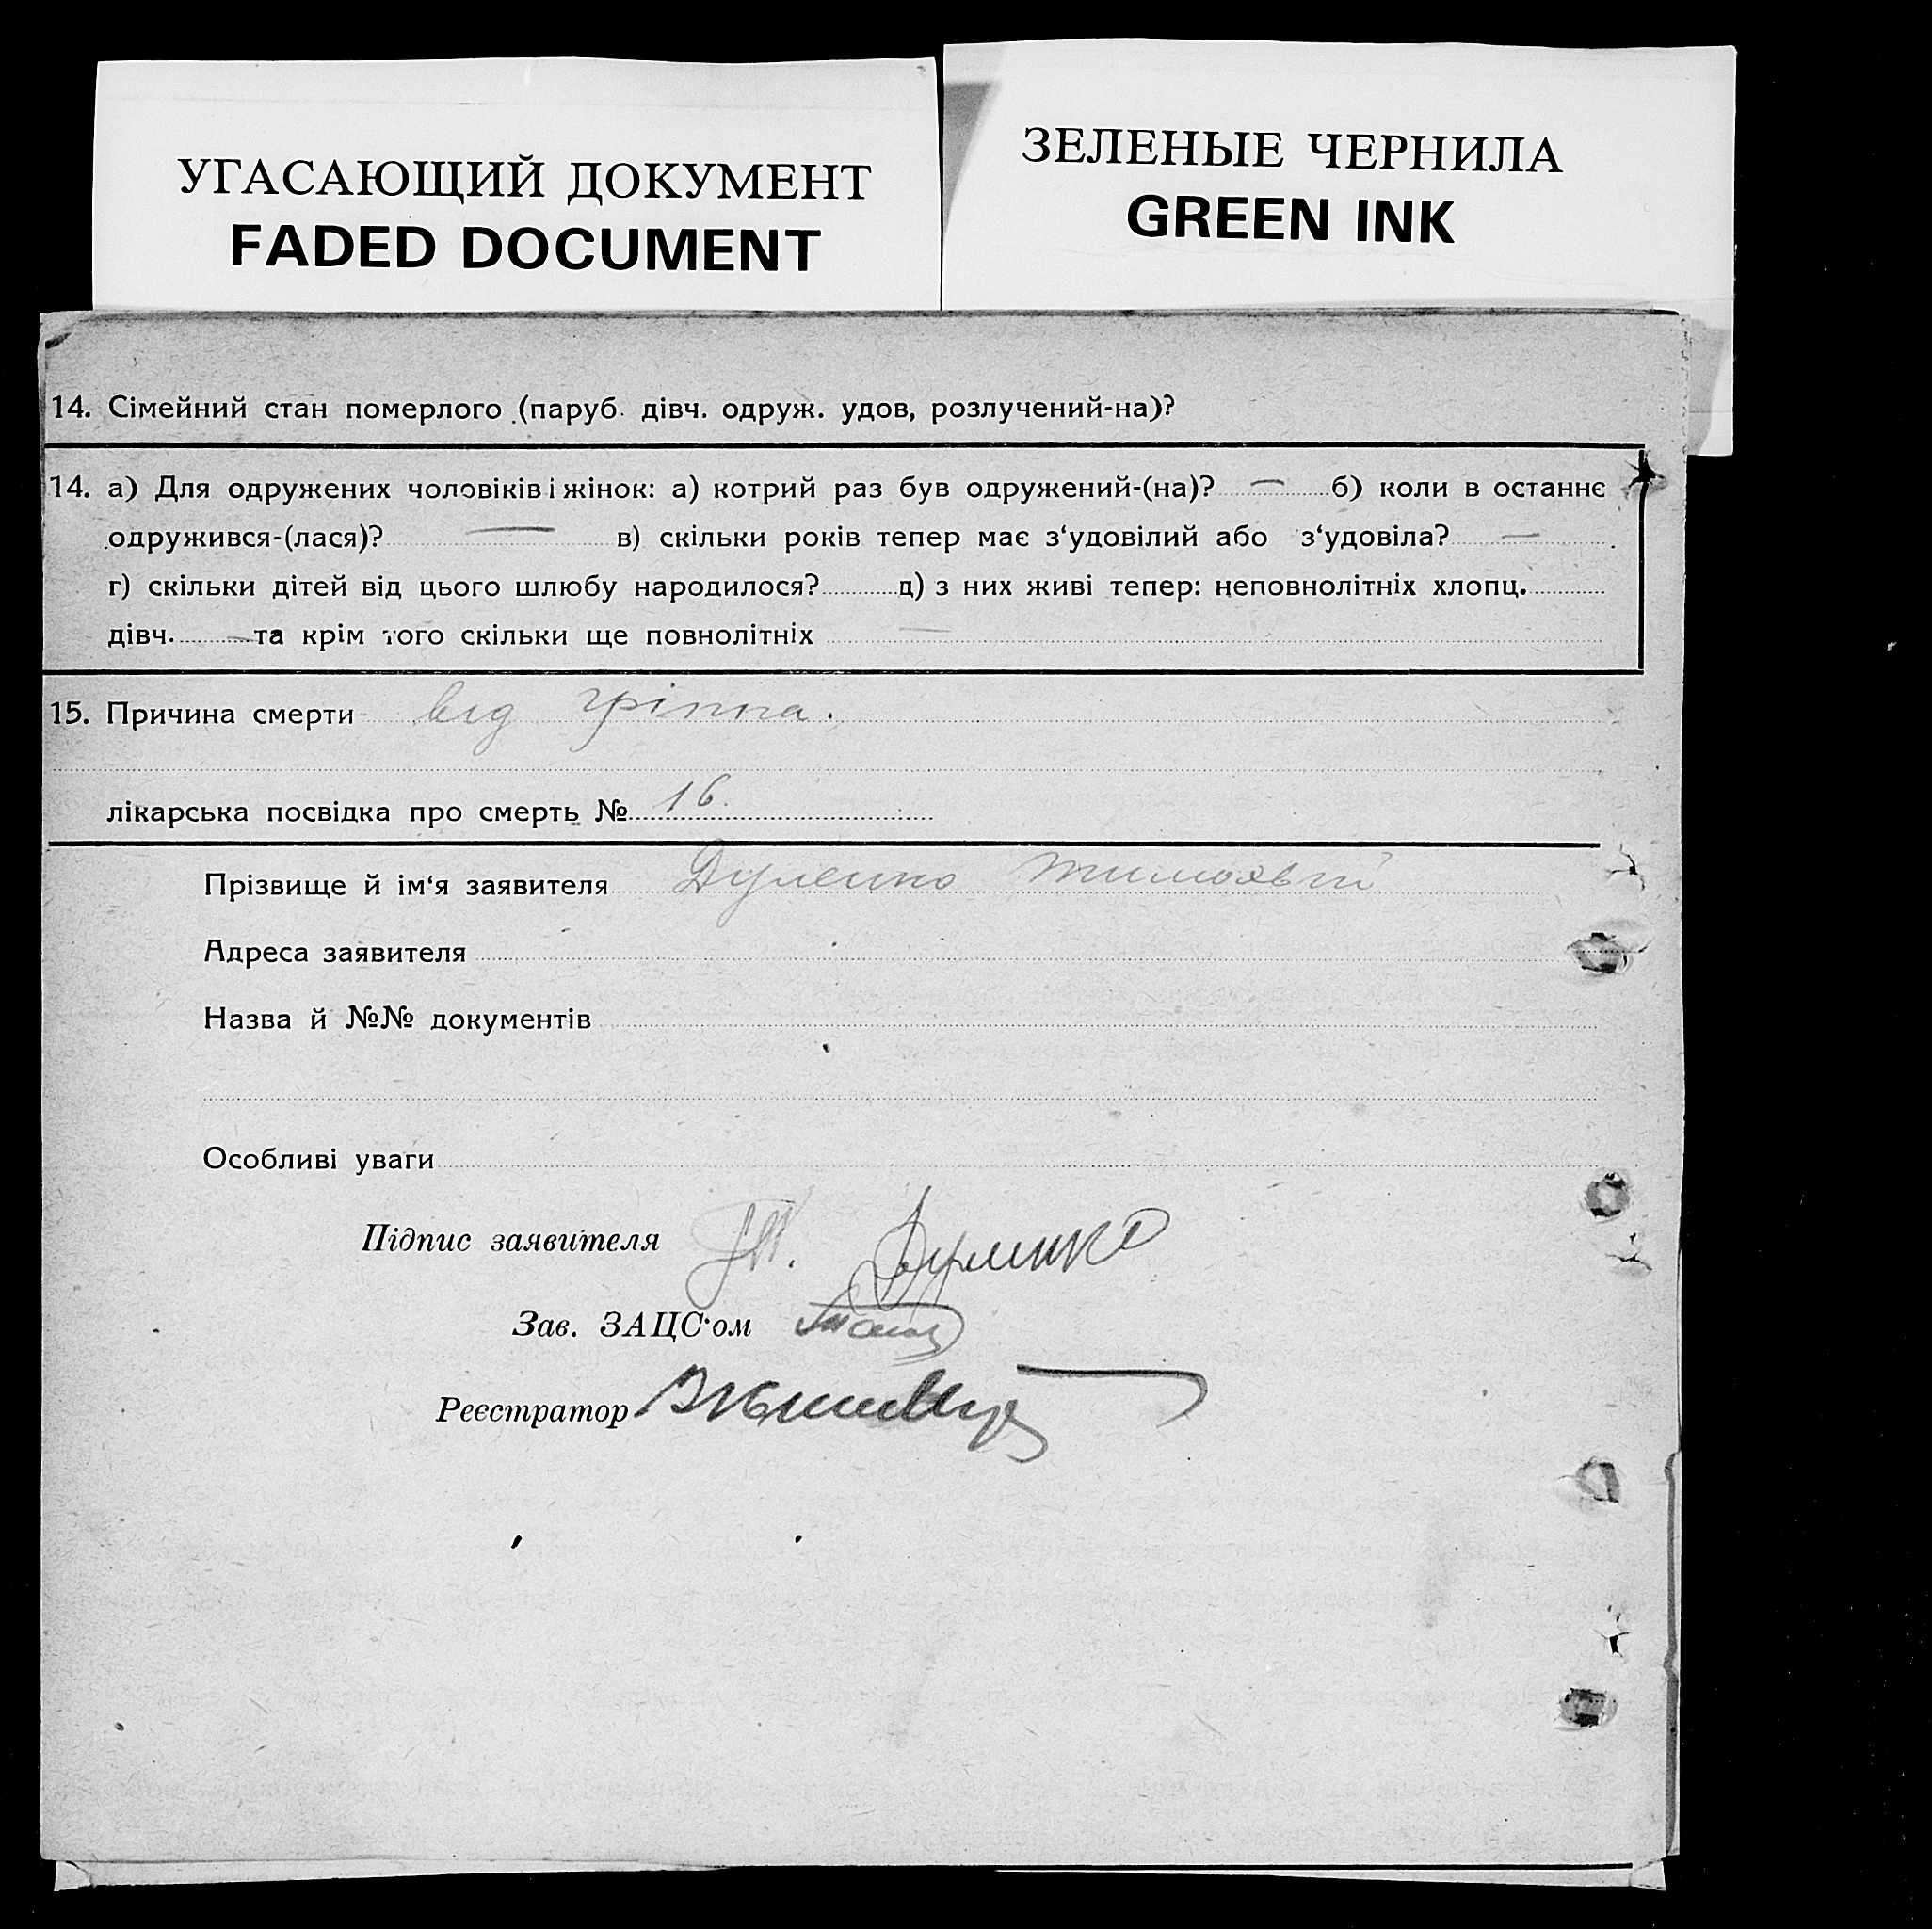 УГАСАЮЩИЙ ДОКУМЕНТ
FADED DOCUMENT
ЗЕЛЕНЫЕ ЧЕРНИЛА
GREEN INK
14. Сімейний стан померлого (паруб. дівч. одруж. удов, розлучений-на)?
14. а) Для одружених чоловіків і жінок: а) котрий раз був одружений-(на)? — б) коли в останнє
одружився-(лася)? — в) скільки років тепер має з‘удовілий або з‘удовіла? —
г) скільки дітей від цього шлюбу народилося? д) з них живі тепер: неповнолітніх хлопц.
дівч. — та крім того скільки ще повнолітніх —
15. Причина смерти від гріппа.
лікарська посвідка про смерть № 16.
Прізвище й ім‘я заявителя Дуленко
Адреса заявителя
Назва й №№ документів
Особливі уваги
Підпис заявителя Т. Дуленко
Зав. ЗАЦС‘ом
Реєстратор